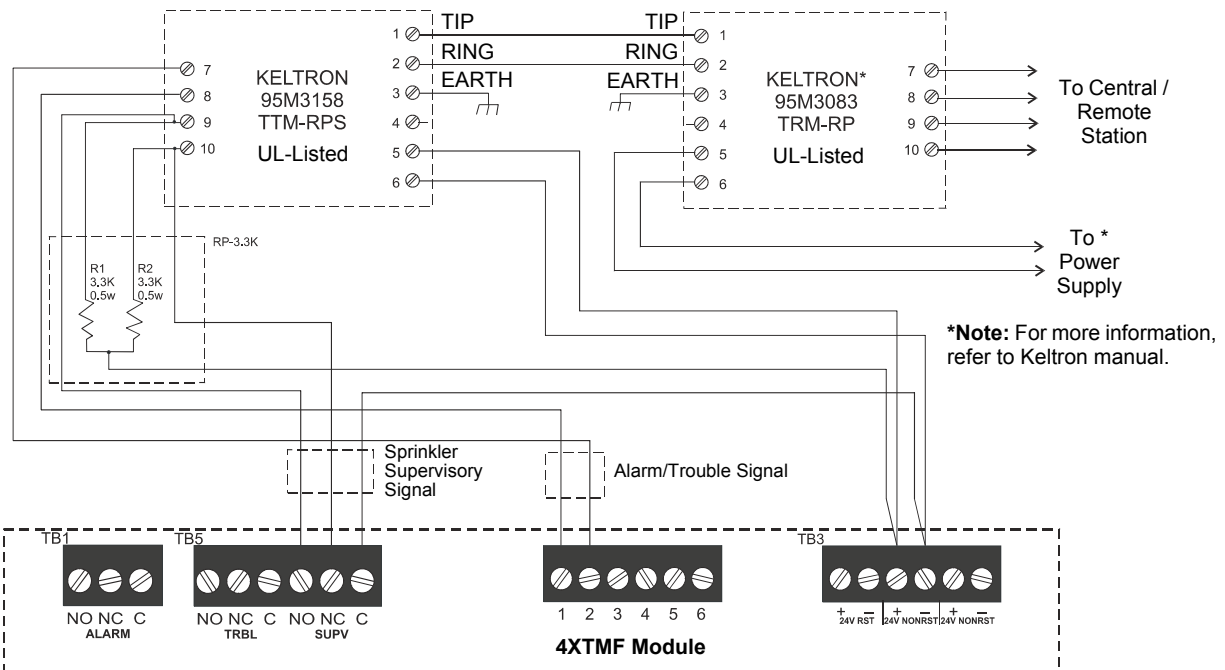 TIP
TIP
1
1
RING
RING
2
2
EARTH
EARTH
3
3
4
4
5
5
6
6
7
8
9
10
KELTRON
95M3158
TTM-RPS
UL-Listed
KELTRON*
95M3083
TRM-RP
UL-Listed
7
8
9
10
To Central /
Remote
Station
To *
Power
Supply
*Note: For more information,
refer to Keltron manual.
RP-3.3K
R1
3.3K
0.5w
R2
3.3K
0.5w
Sprinkler
Supervisory
Signal
Alarm/Trouble Signal
TB1
TB5
TB3
NO NC C
ALARM
NO NC C NO NC C
TRBL SUPV
1 2 3 4 5 6
4XTMF Module
+ – + – + –
24V RST 24V NONRST 24V NONRST